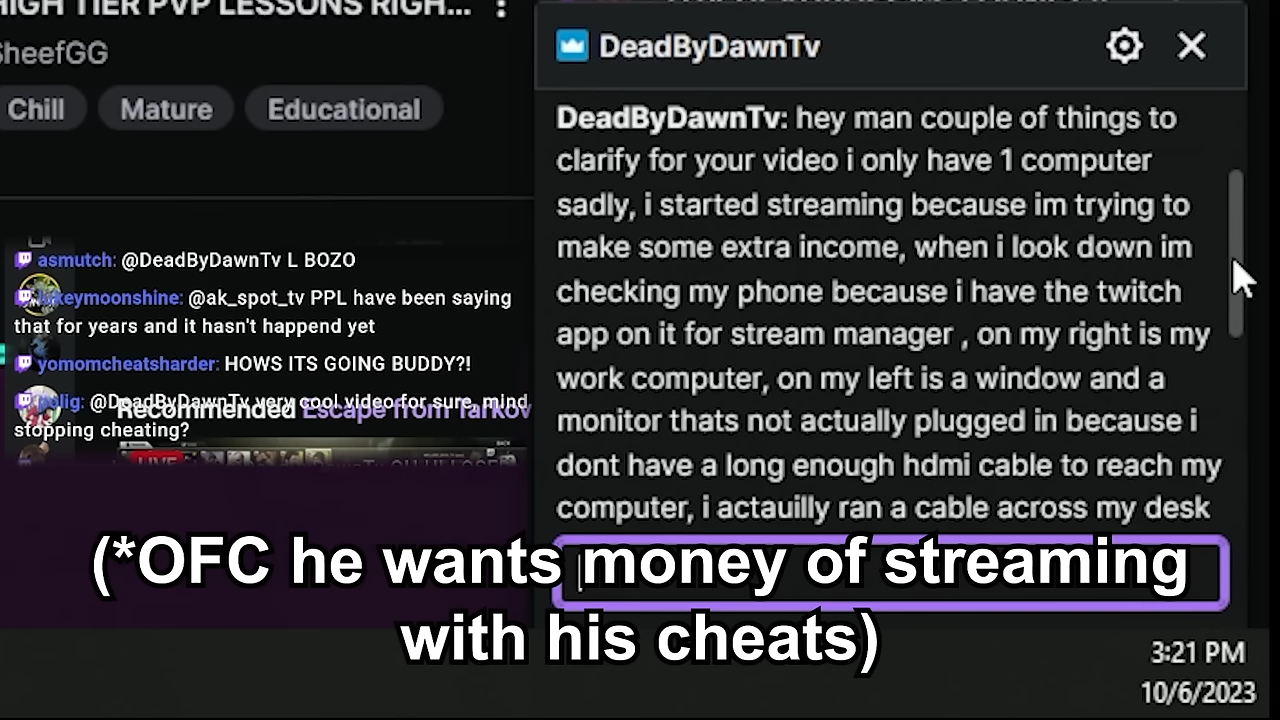 HIGH TIER PVP LESSONS RIGH...
SheefGG
Chill
Mature
Educational
asmutch: @DeadByDawnTv L BOZO
keymoonshine: @ak_spot_tv PPL have been saying
that for years and it hasn't happend yet
yomomcheatsharder: HOWS ITS GOING BUDDY?!
@DeadByDawnTv very cool video for sure, mind
stopping cheating?
Recommended Escape from Tarkov
LIVE
DeadByDawnTv
DeadByDawnTv: hey man couple of things to
clarify for your video i only have 1 computer
sadly, i started streaming because im trying to
make some extra income, when i look down im
checking my phone because i have the twitch
app on it for stream manager , on my right is my
work computer, on my left is a window and a
monitor thats not actually plugged in because i
dont have a long enough hdmi cable to reach my
computer, i actauilly ran a cable across my desk
(*OFC he wants money of streaming
with his cheats)
3:21 PM
10/6/2023